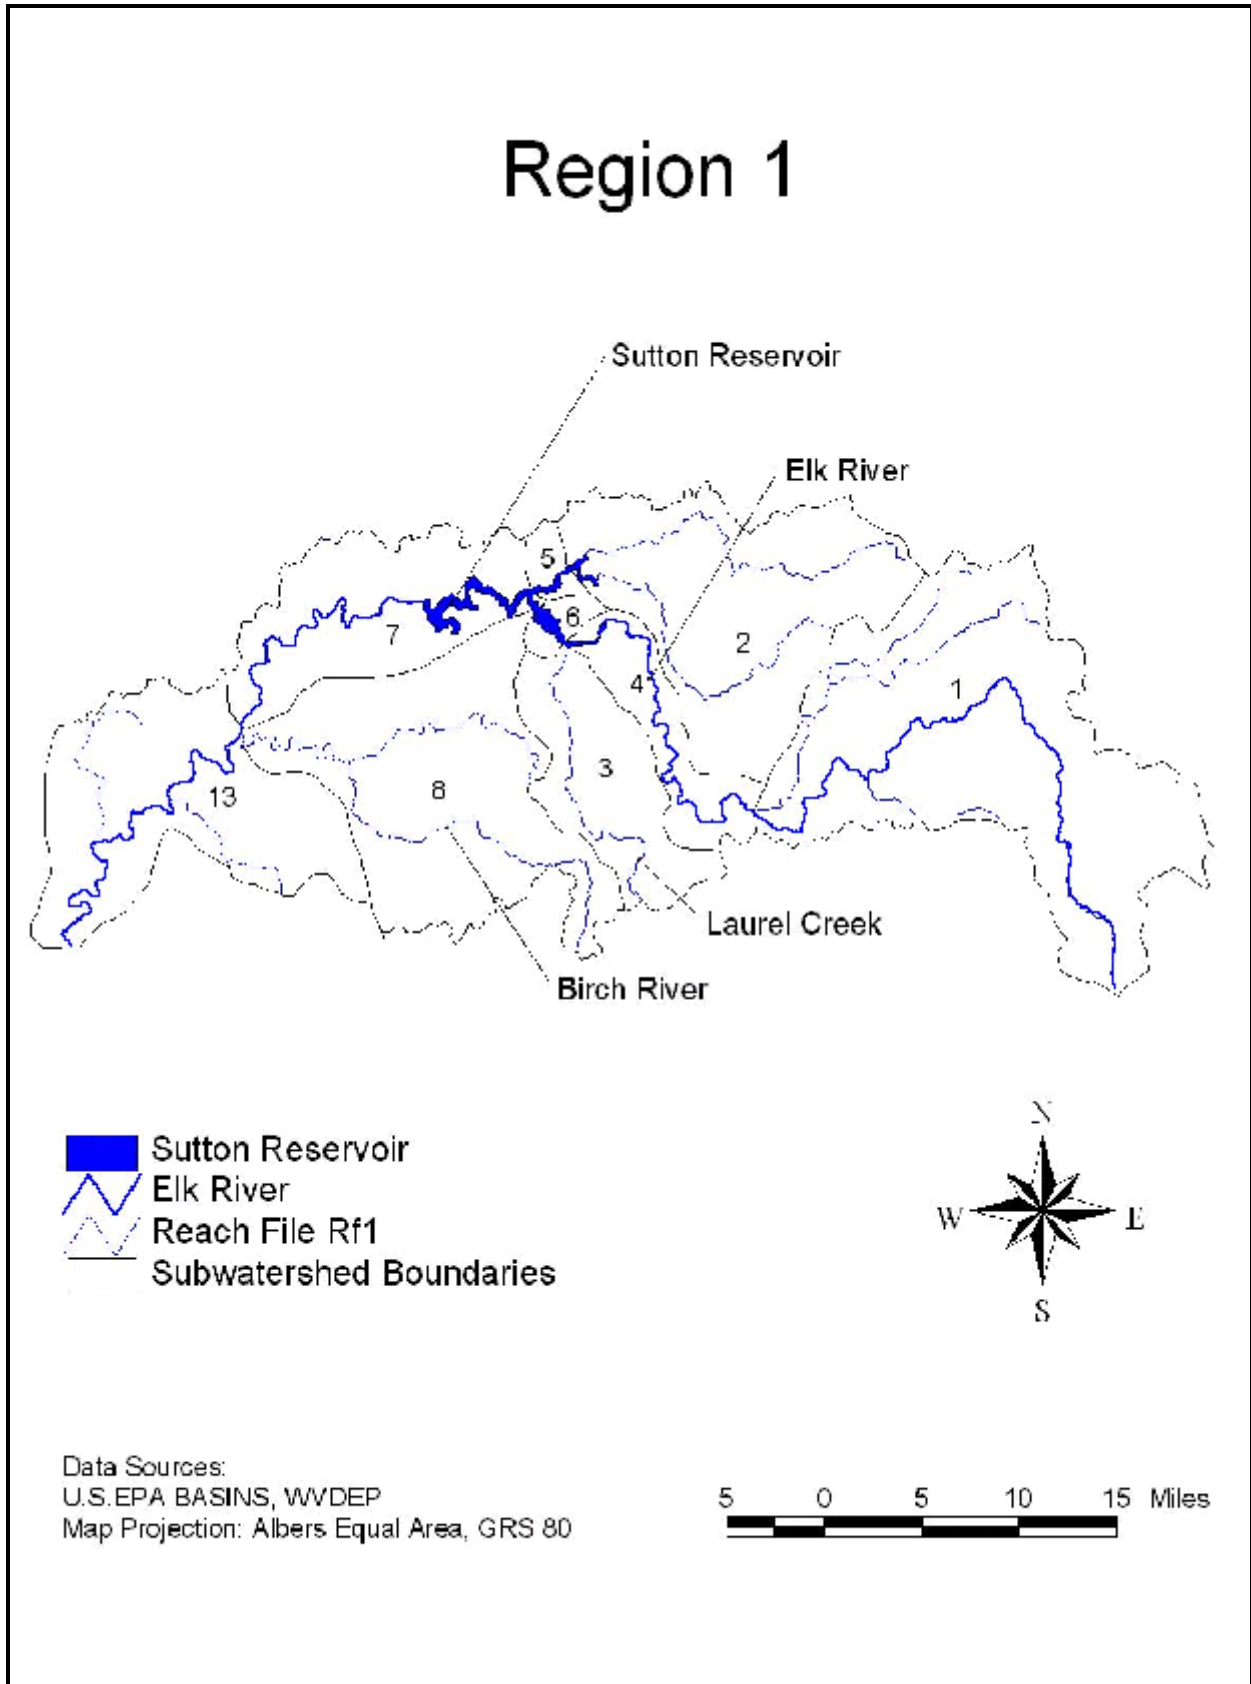 Region 1
Sutton Reservoir
Elk River
5
6
7
2
4
1
3
8
13
Laurel Creek
Birch River
Sutton Reservoir
Elk River
Reach File Rf1
Subwatershed Boundaries
N
W E
S
Data Sources:
U.S.EPA BASINS, WVDEP
Map Projection: Albers Equal Area, GRS 80
5 0 5 10 15 Miles